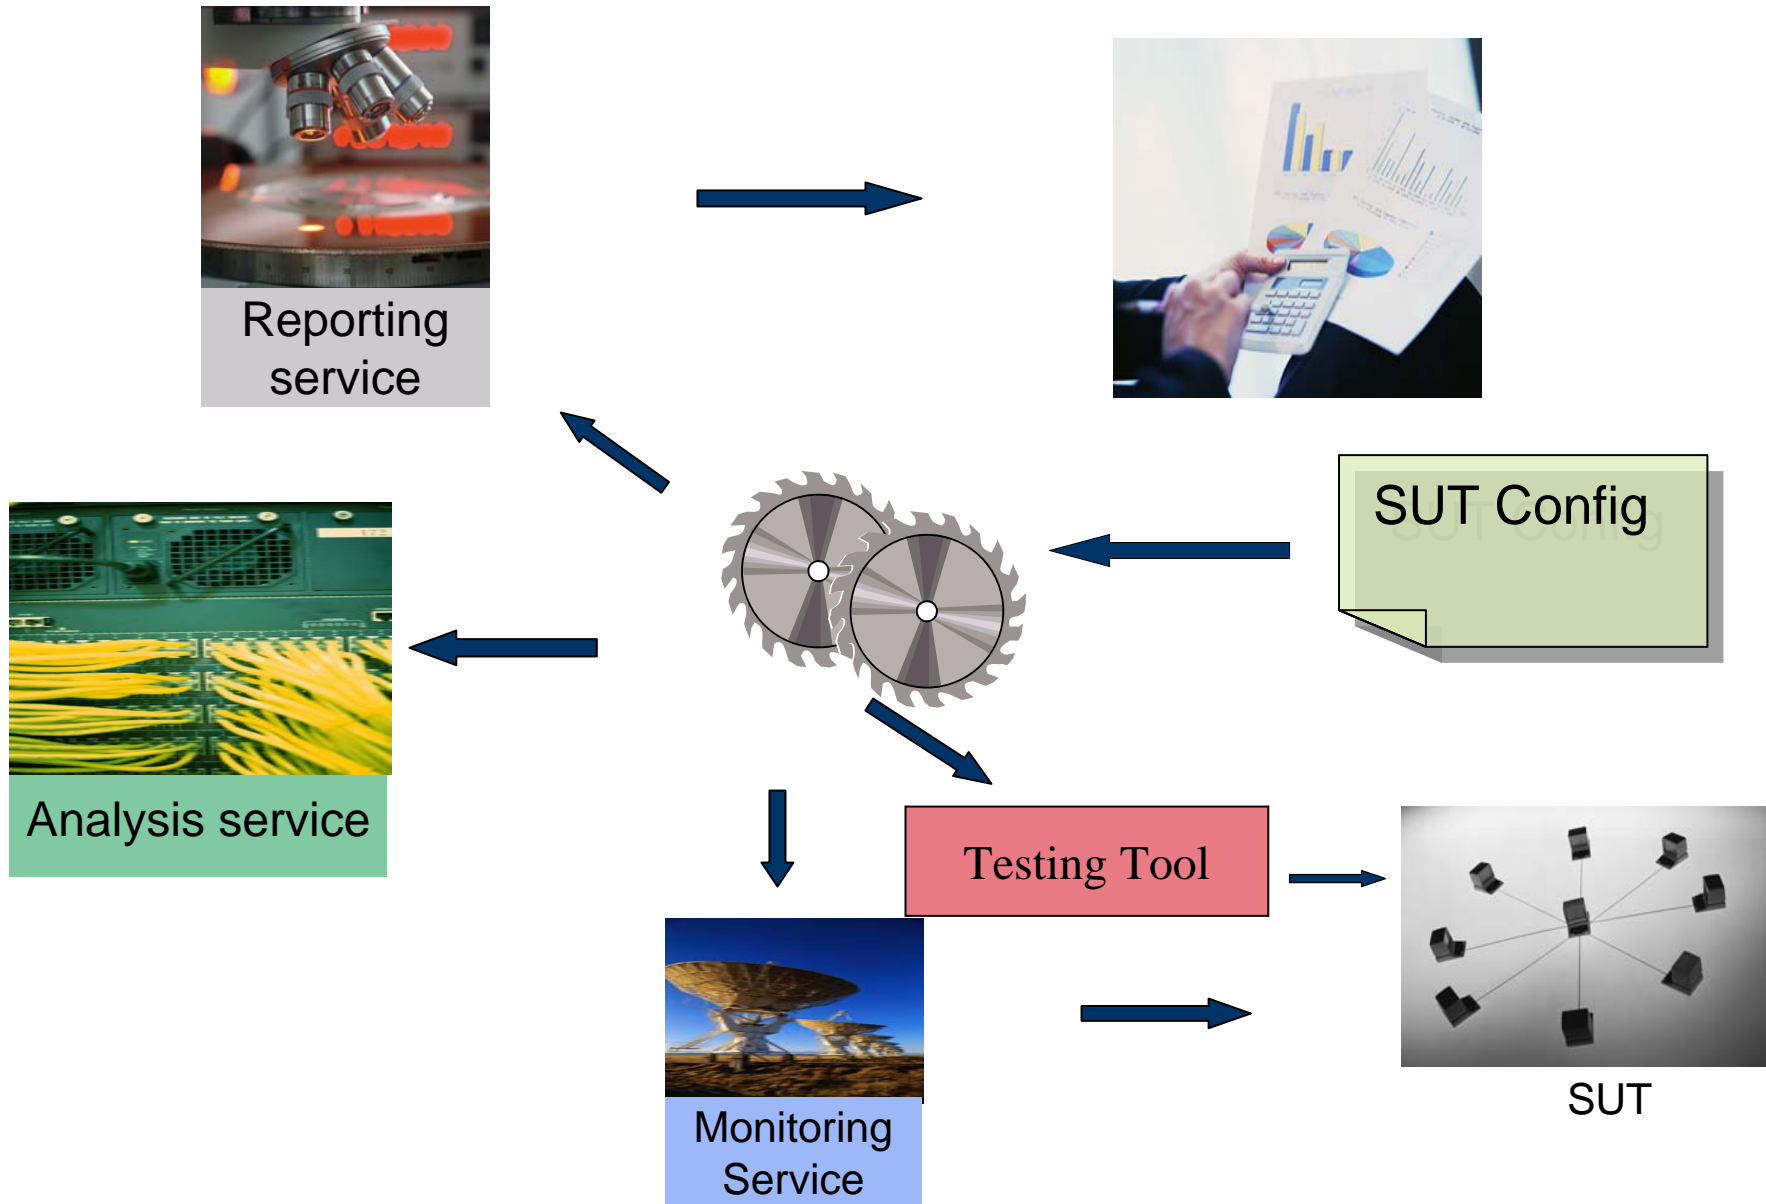 Reporting
service
SUT Config
Analysis service
Testing Tool
Monitoring
Service
SUT